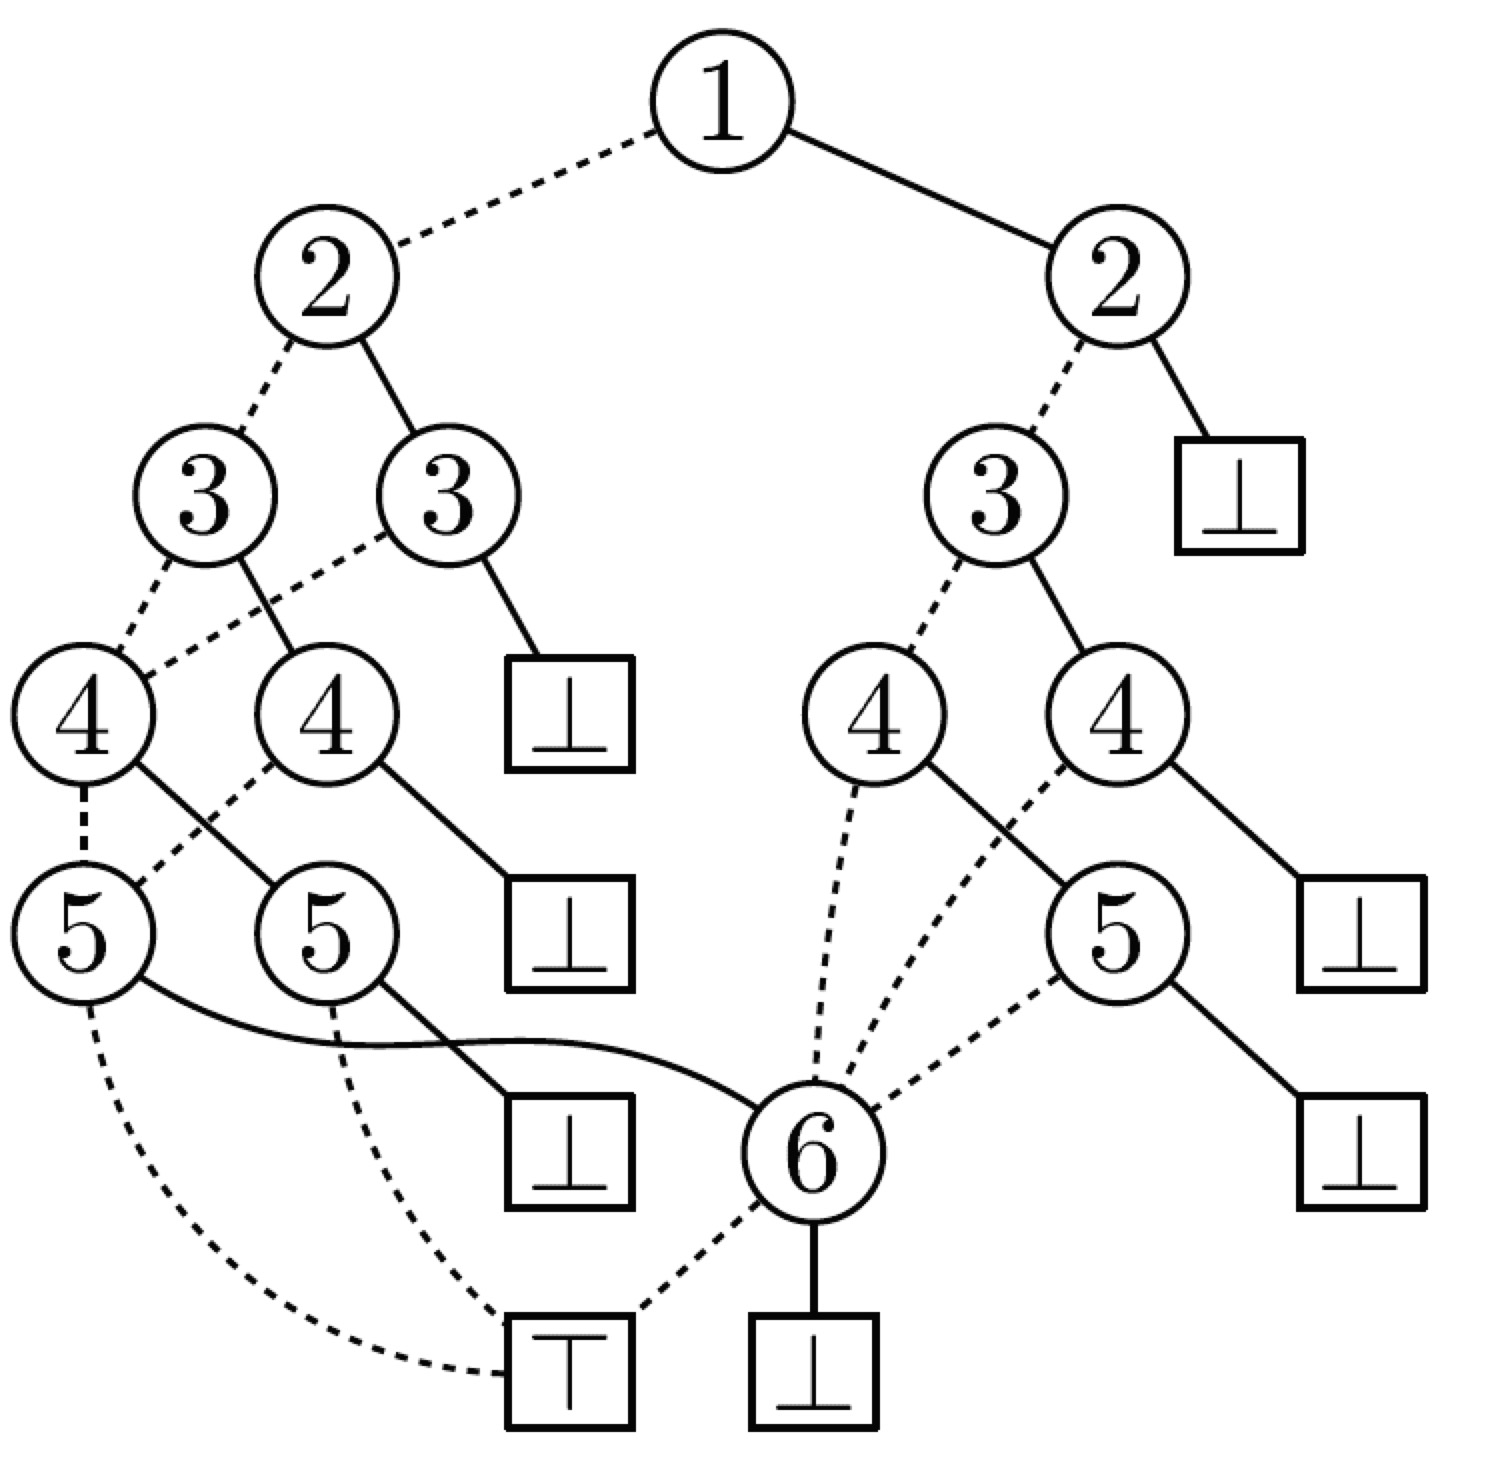 1
2 2
3 3 3 ⊥
4 4 ⊥ 4 4
5 5 ⊥ 5 ⊥
⊥ 6 ⊥
⊤ ⊥